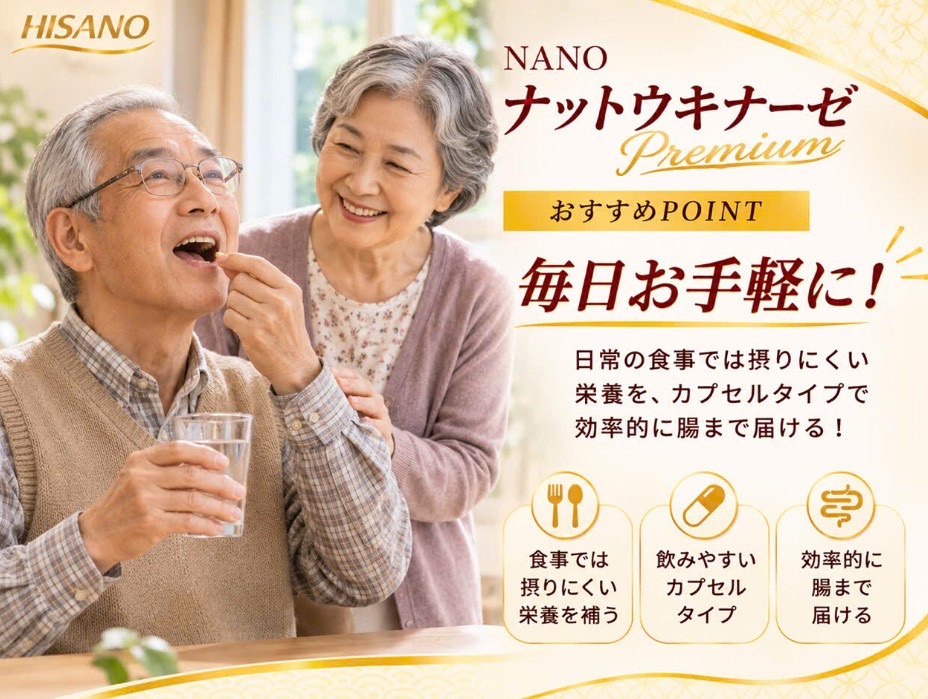 HISANO
NANO
ナットウキナーゼ
Premium
おすすめPOINT
毎日お手軽に!
日常の食事では摂りにくい
栄養を、カプセルタイプで
効率的に腸まで届ける!
食事では
摂りにくい
栄養を補う
飲みやすい
カプセル
タイプ
効率的に
腸まで
届ける